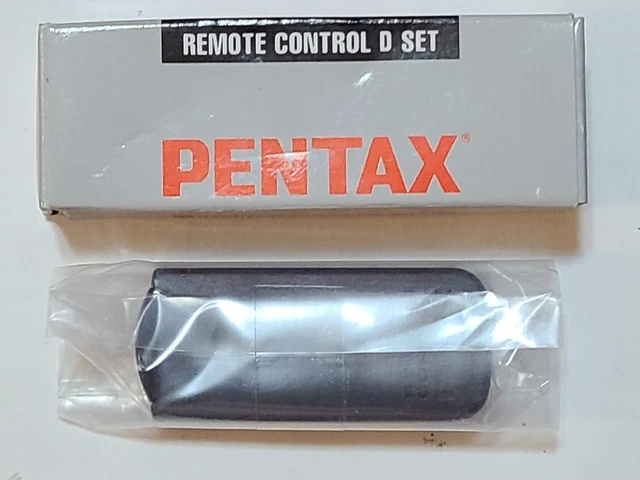 REMOTE CONTROL D SET
PENTAX®